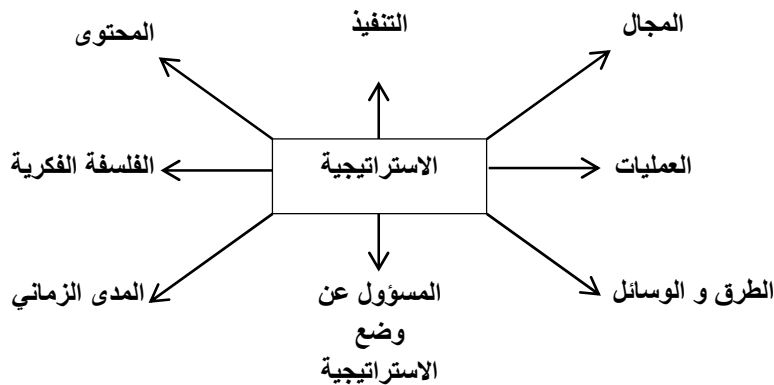 المجال
التنفيذ
المحتوى
العمليات
الاستراتيجية
الفلسفة الفكرية
الطرق و الوسائل
المسؤول عن
وضع
الاستراتيجية
المدى الزماني